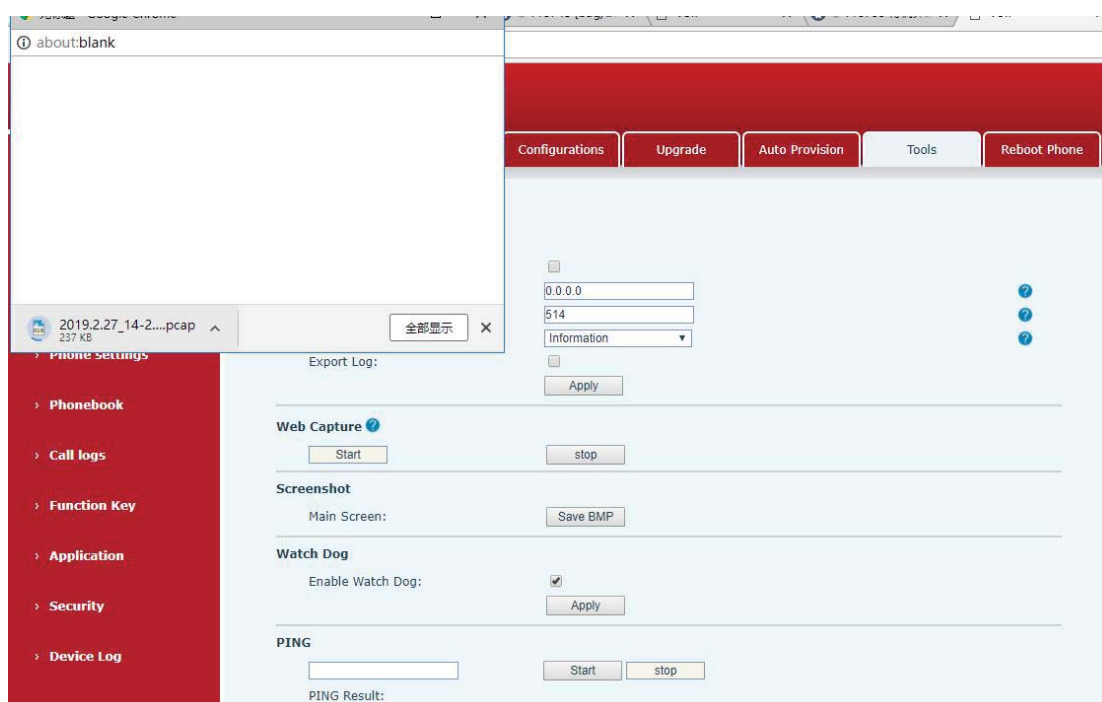 about:blank
Configurations
Upgrade
Auto Provision
Tools
Reboot Phone
0.0.0.0
514
Information
2019.2.27_14-2....pcap
237 KB
全部显示
Phone settings
Export Log:
Apply
Phonebook
Web Capture
Call logs
Start
stop
Screenshot
Function Key
Main Screen:
Save BMP
Watch Dog
Application
Enable Watch Dog:
Apply
Security
PING
Device Log
Start
stop
PING Result: